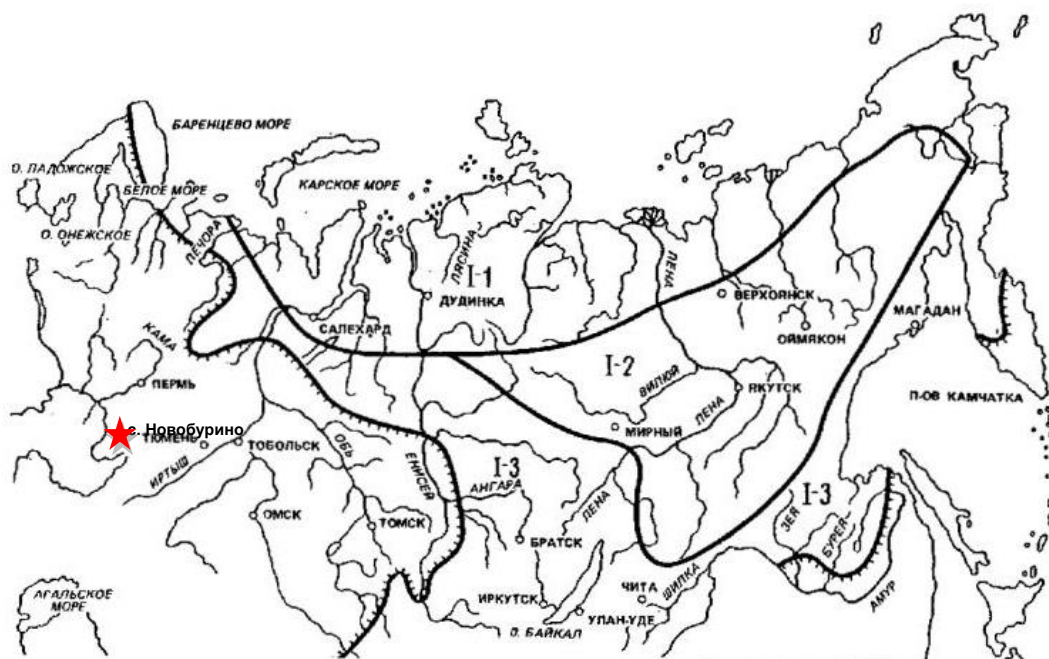 БАРЕНЦЕВО МОРЕ
О. ЛАДОЖСКОЕ
БЕЛОЕ МОРЕ
КАРСКОЕ МОРЕ
О. ОНЕЖСКОЕ
ПЕЧОРА
ЛЯСИНА
I-1
ЛЕНА
ДУДИНКА
ВЕРХОЯНСК
САЛЕХАРД
МАГАДАН
ОЙМЯКОН
КАМА
I-2
ПЕРМЬ
ВИЛЮЙ
ЯКУТСК
П-ОВ КАМЧАТКА
ЛЕНА
с. Новобурино
МИРНЫЙ
ТЮМЕНЬ
ТОБОЛЬСК
ОБЬ
ЕНИСЕЙ
I-3
ИРТЫШ
АНГАРА
I-3
ЛЕНА
ЗЕЯ
ОМСК
ТОМСК
БРАТСК
БУРЕЯ
ЧИТА
ШИЛКА
АРАЛЬСКОЕ
МОРЕ
ИРКУТСК
АМУР
УЛАН-УДЕ
О. БАЙКАЛ